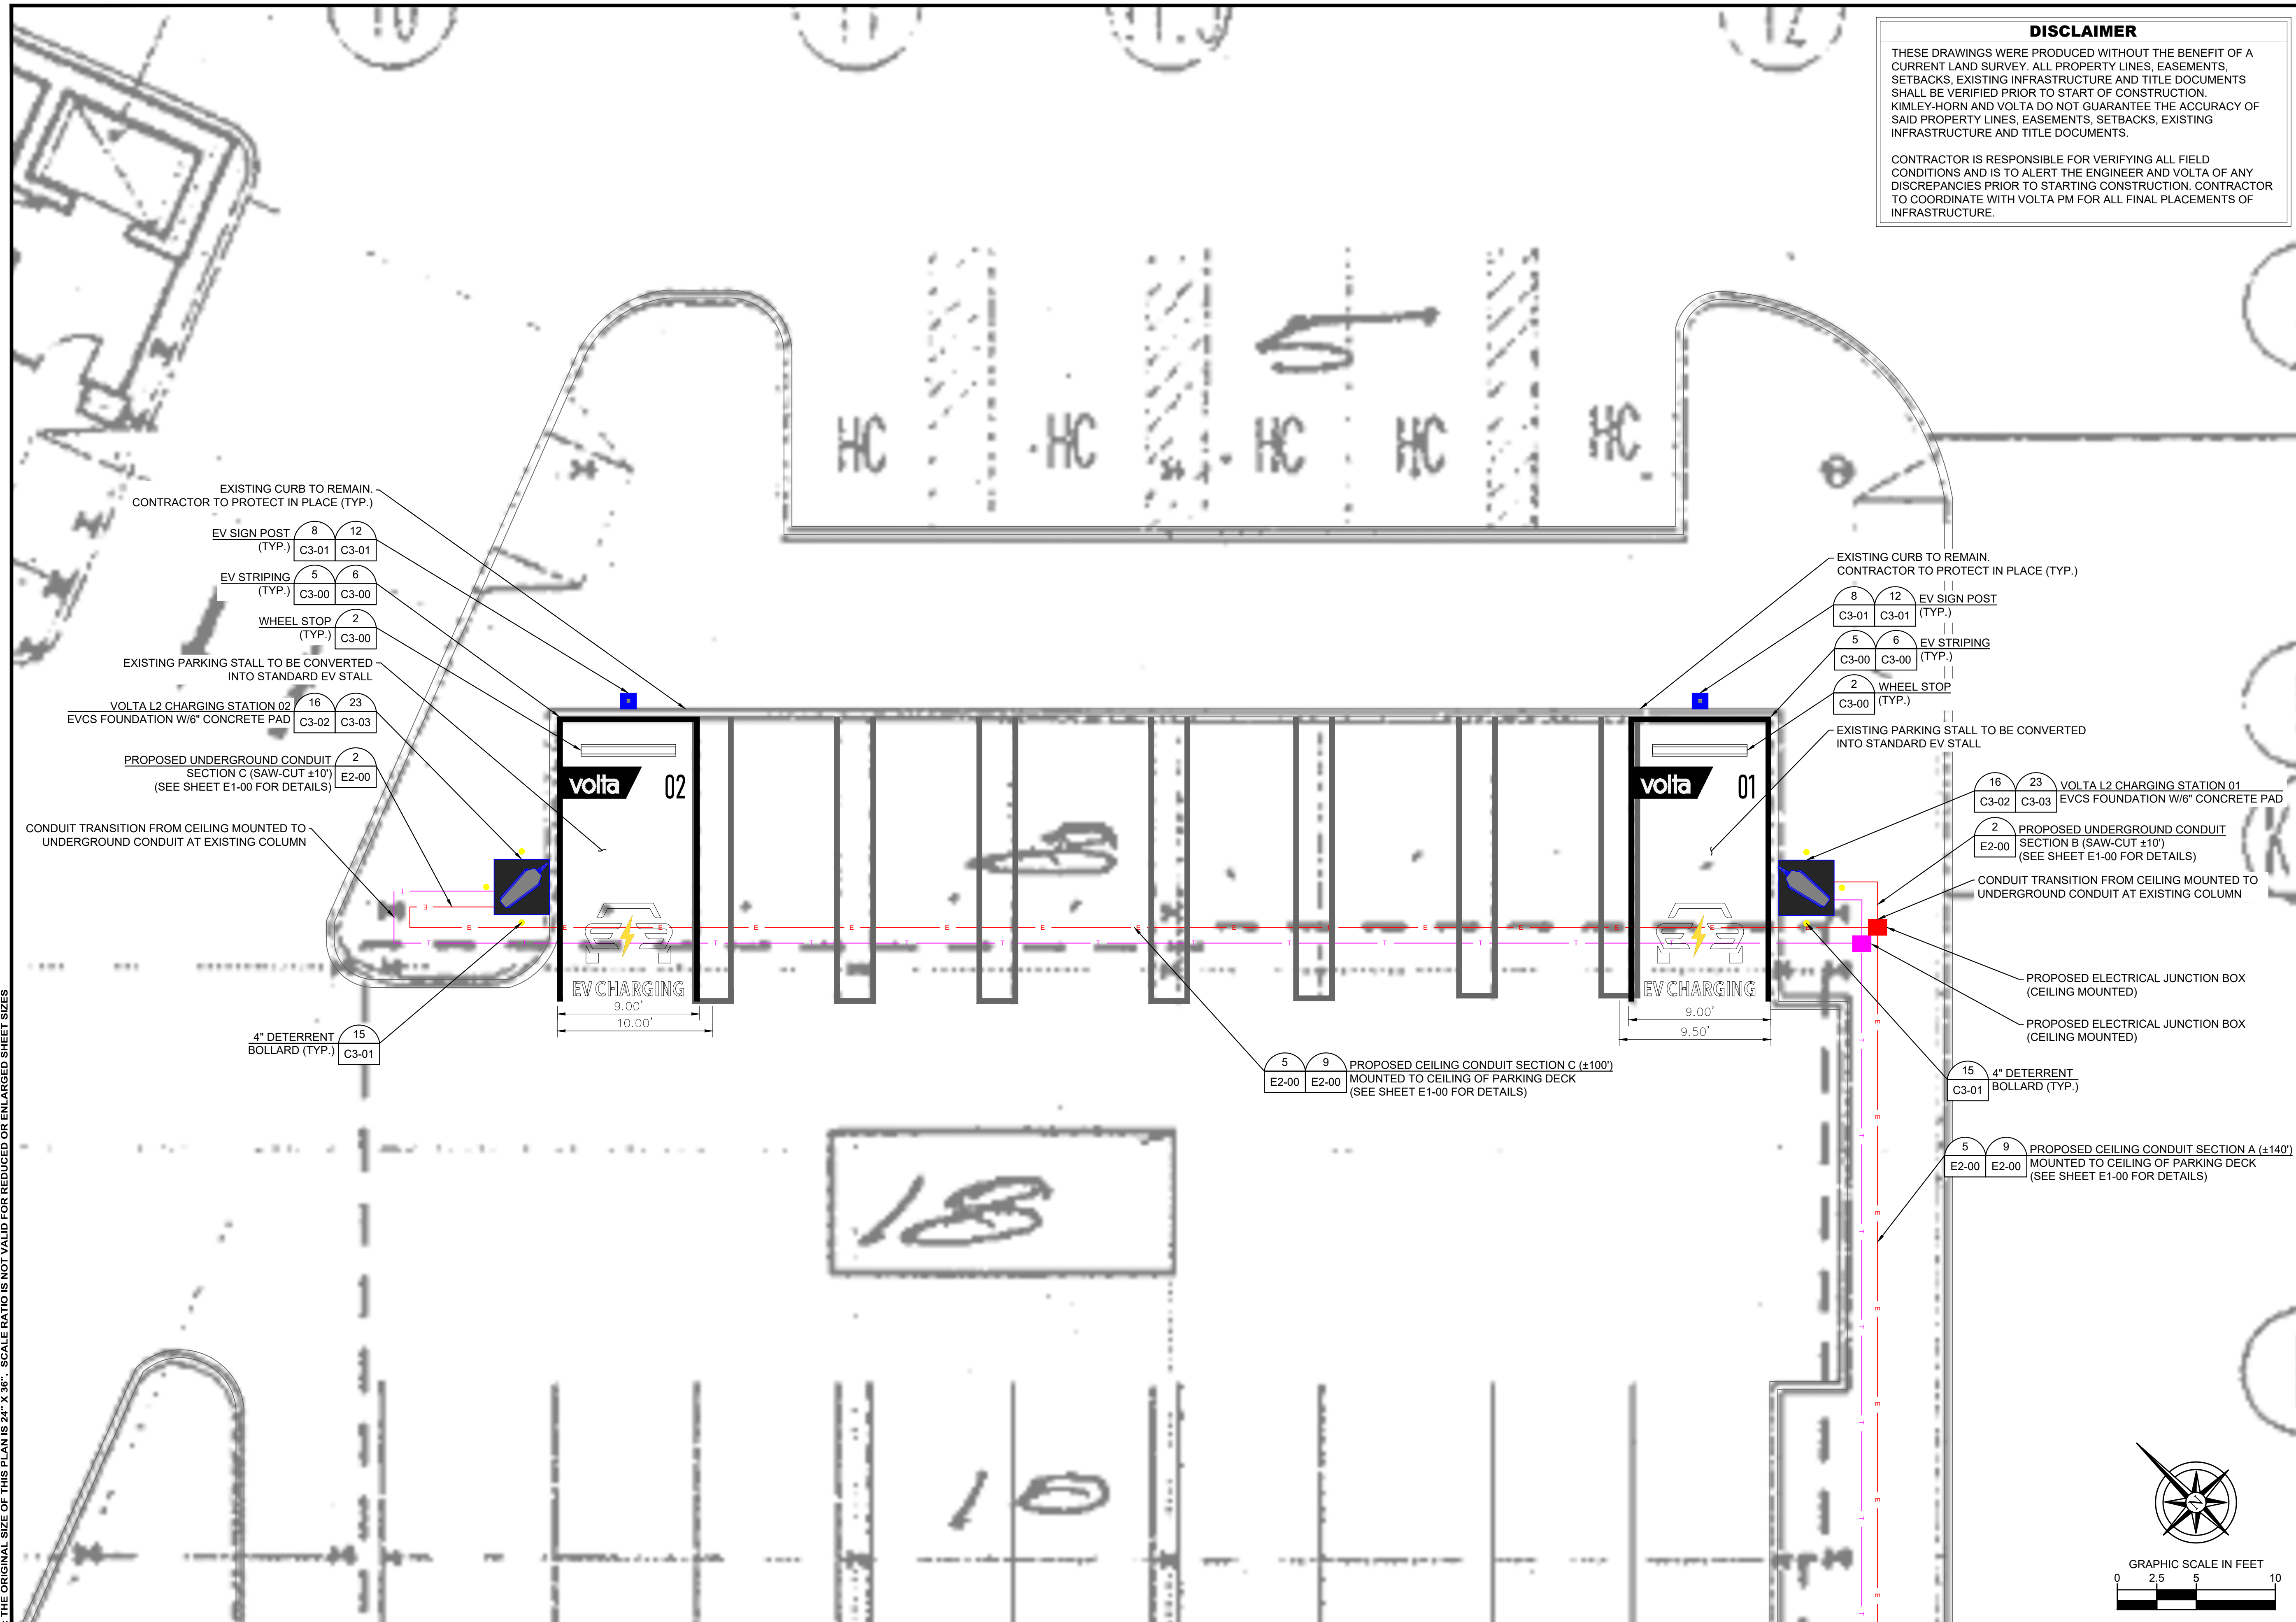 DISCLAIMER
THESE DRAWINGS WERE PRODUCED WITHOUT THE BENEFIT OF A
CURRENT LAND SURVEY. ALL PROPERTY LINES, EASEMENTS,
SETBACKS, EXISTING INFRASTRUCTURE AND TITLE DOCUMENTS
SHALL BE VERIFIED PRIOR TO START OF CONSTRUCTION.
KIMLEY-HORN AND VOLTA DO NOT GUARANTEE THE ACCURACY OF
SAID PROPERTY LINES, EASEMENTS, SETBACKS, EXISTING
INFRASTRUCTURE AND TITLE DOCUMENTS.
CONTRACTOR IS RESPONSIBLE FOR VERIFYING ALL FIELD
CONDITIONS AND IS TO ALERT THE ENGINEER AND VOLTA OF ANY
DISCREPANCIES PRIOR TO STARTING CONSTRUCTION. CONTRACTOR
TO COORDINATE WITH VOLTA PM FOR ALL FINAL PLACEMENTS OF
INFRASTRUCTURE.
5
HC HC HC HC HC
EXISTING CURB TO REMAIN.
CONTRACTOR TO PROTECT IN PLACE (TYP.)
EV SIGN POST 8 12
(TYP.) C3-01 C3-01
EV STRIPING 5 6
(TYP.) C3-00 C3-00
WHEEL STOP 2
(TYP.) C3-00
EXISTING PARKING STALL TO BE CONVERTED
INTO STANDARD EV STALL
VOLTA L2 CHARGING STATION 02 16 23
EVCS FOUNDATION W/6" CONCRETE PAD C3-02 C3-03
PROPOSED UNDERGROUND CONDUIT 2
SECTION C (SAW-CUT ±10') E2-00
(SEE SHEET E1-00 FOR DETAILS)
CONDUIT TRANSITION FROM CEILING MOUNTED TO
UNDERGROUND CONDUIT AT EXISTING COLUMN
4" DETERRENT 15
BOLLARD (TYP.) C3-01
volta 02
EV CHARGING
9.00'
10.00'
8
volta 01
EV CHARGING
9.00'
9.50'
5 9 PROPOSED CEILING CONDUIT SECTION C (±100')
E2-00 E2-00 MOUNTED TO CEILING OF PARKING DECK
(SEE SHEET E1-00 FOR DETAILS)
EXISTING CURB TO REMAIN.
CONTRACTOR TO PROTECT IN PLACE (TYP.)
8 12 EV SIGN POST
C3-01 C3-01 (TYP.)
5 6 EV STRIPING
C3-00 C3-00 (TYP.)
2 WHEEL STOP
C3-00 (TYP.)
EXISTING PARKING STALL TO BE CONVERTED
INTO STANDARD EV STALL
16 23 VOLTA L2 CHARGING STATION 01
C3-02 C3-03 EVCS FOUNDATION W/6" CONCRETE PAD
2 PROPOSED UNDERGROUND CONDUIT
E2-00 SECTION B (SAW-CUT ±10')
(SEE SHEET E1-00 FOR DETAILS)
CONDUIT TRANSITION FROM CEILING MOUNTED TO
UNDERGROUND CONDUIT AT EXISTING COLUMN
PROPOSED ELECTRICAL JUNCTION BOX
(CEILING MOUNTED)
PROPOSED ELECTRICAL JUNCTION BOX
(CEILING MOUNTED)
15 4" DETERRENT
C3-01 BOLLARD (TYP.)
5 9 PROPOSED CEILING CONDUIT SECTION A (±140')
E2-00 E2-00 MOUNTED TO CEILING OF PARKING DECK
(SEE SHEET E1-00 FOR DETAILS)
18
10
N
GRAPHIC SCALE IN FEET
0 2.5 5 10
THE ORIGINAL SIZE OF THIS PLAN IS 24" X 36". SCALE RATIO IS NOT VALID FOR REDUCED OR ENLARGED SHEET SIZES